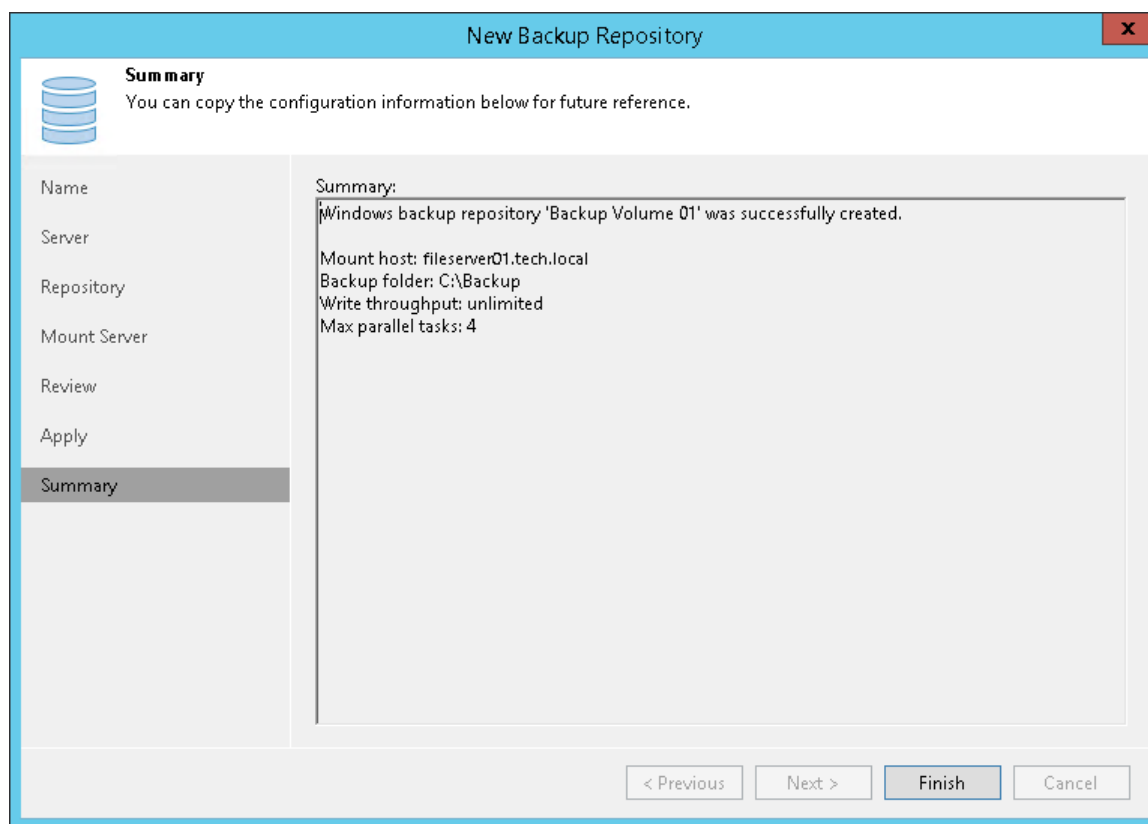 New Backup Repository
x
Summary
You can copy the configuration information below for future reference.
Name
Server
Repository
Mount Server
Review
Apply
Summary
Summary:
Windows backup repository 'Backup Volume 01' was successfully created.
Mount host: fileserver01.tech.local
Backup folder: C:\Backup
Write throughput: unlimited
Max parallel tasks: 4
< Previous
Next >
Finish
Cancel